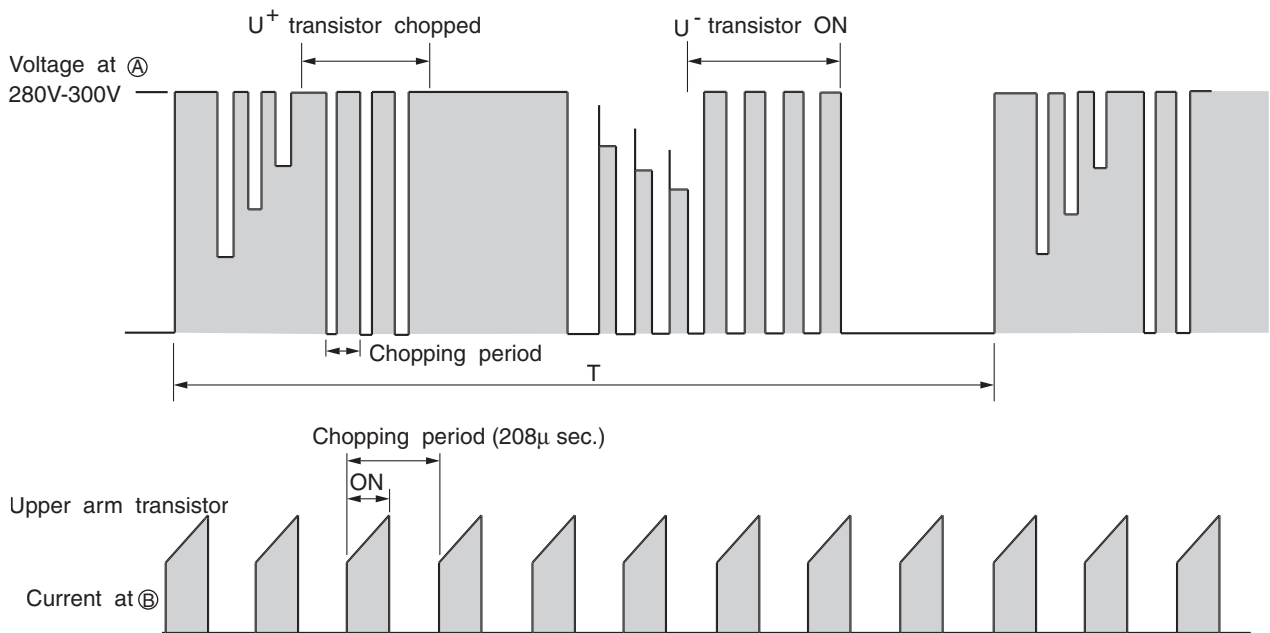 U+ transistor chopped
U- transistor ON
Voltage at Ⓐ
280V-300V
Chopping period
T
Chopping period (208μ sec.)
ON
Upper arm transistor
Current at Ⓑ